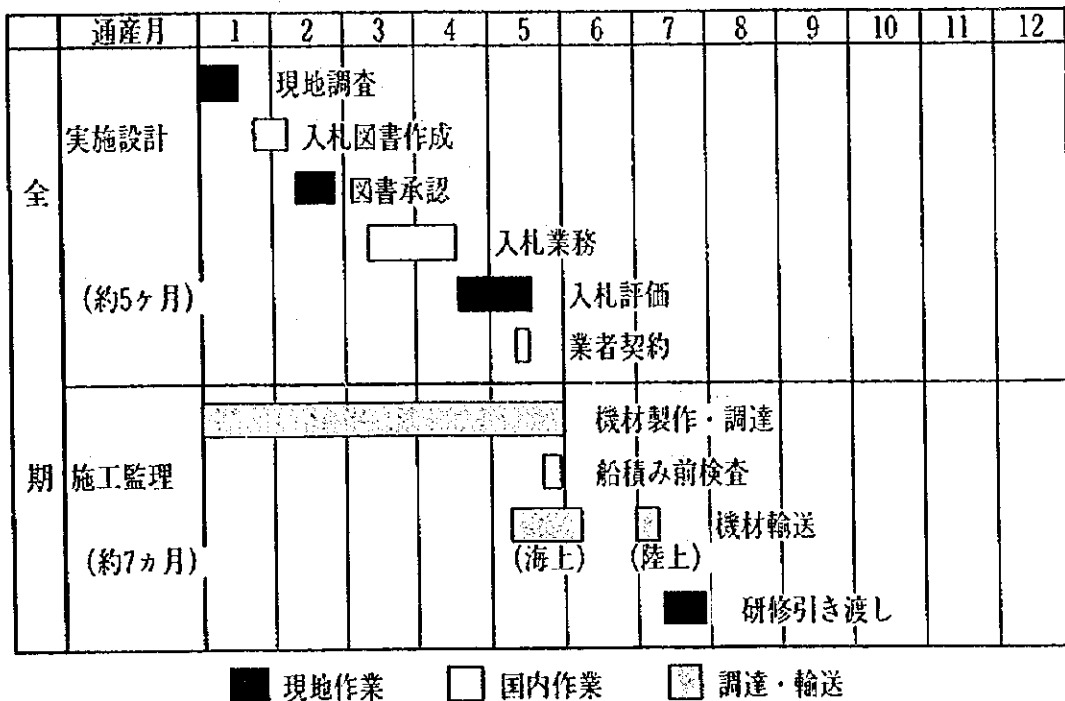 通産月 1 2 3 4 5 6 7 8 9 10 11 12
現地調査
実施設計 入札図書作成
全 図書承認
入札業務
(約5ヶ月) 入札評価
業者契約
機材製作・調達
期 施工監理 船積み前検査
機材輸送
(約7ヵ月) (海上) (陸上)
研修引き渡し
現地作業 国内作業 調達・輸送